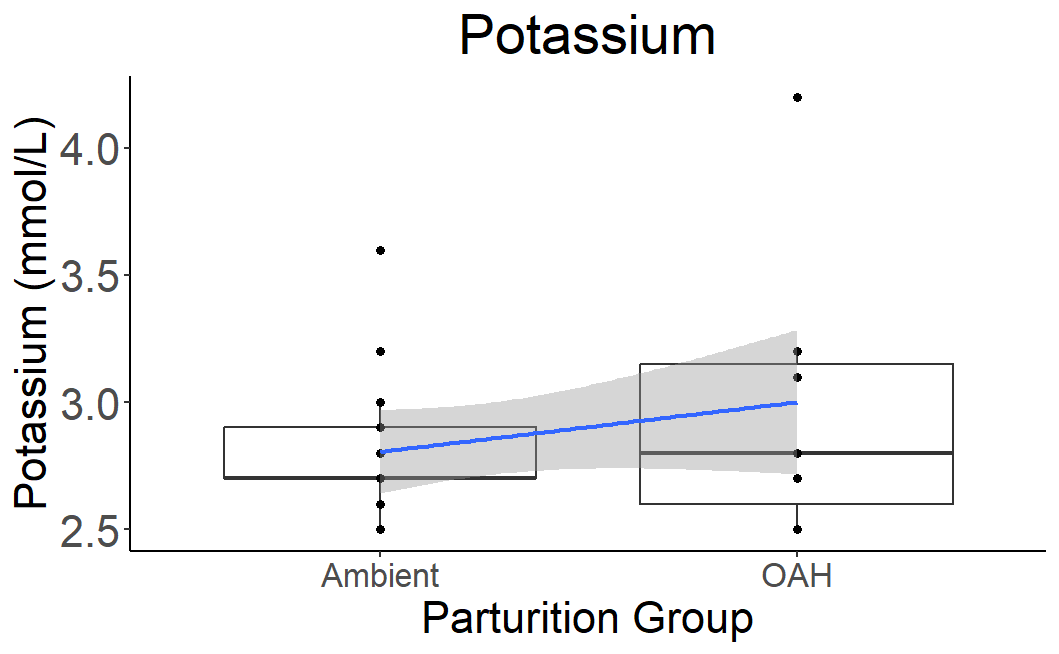 Potassium
Potassium (mmol/L)
4.0
3.5
3.0
2.5
Ambient
OAH
Parturition Group